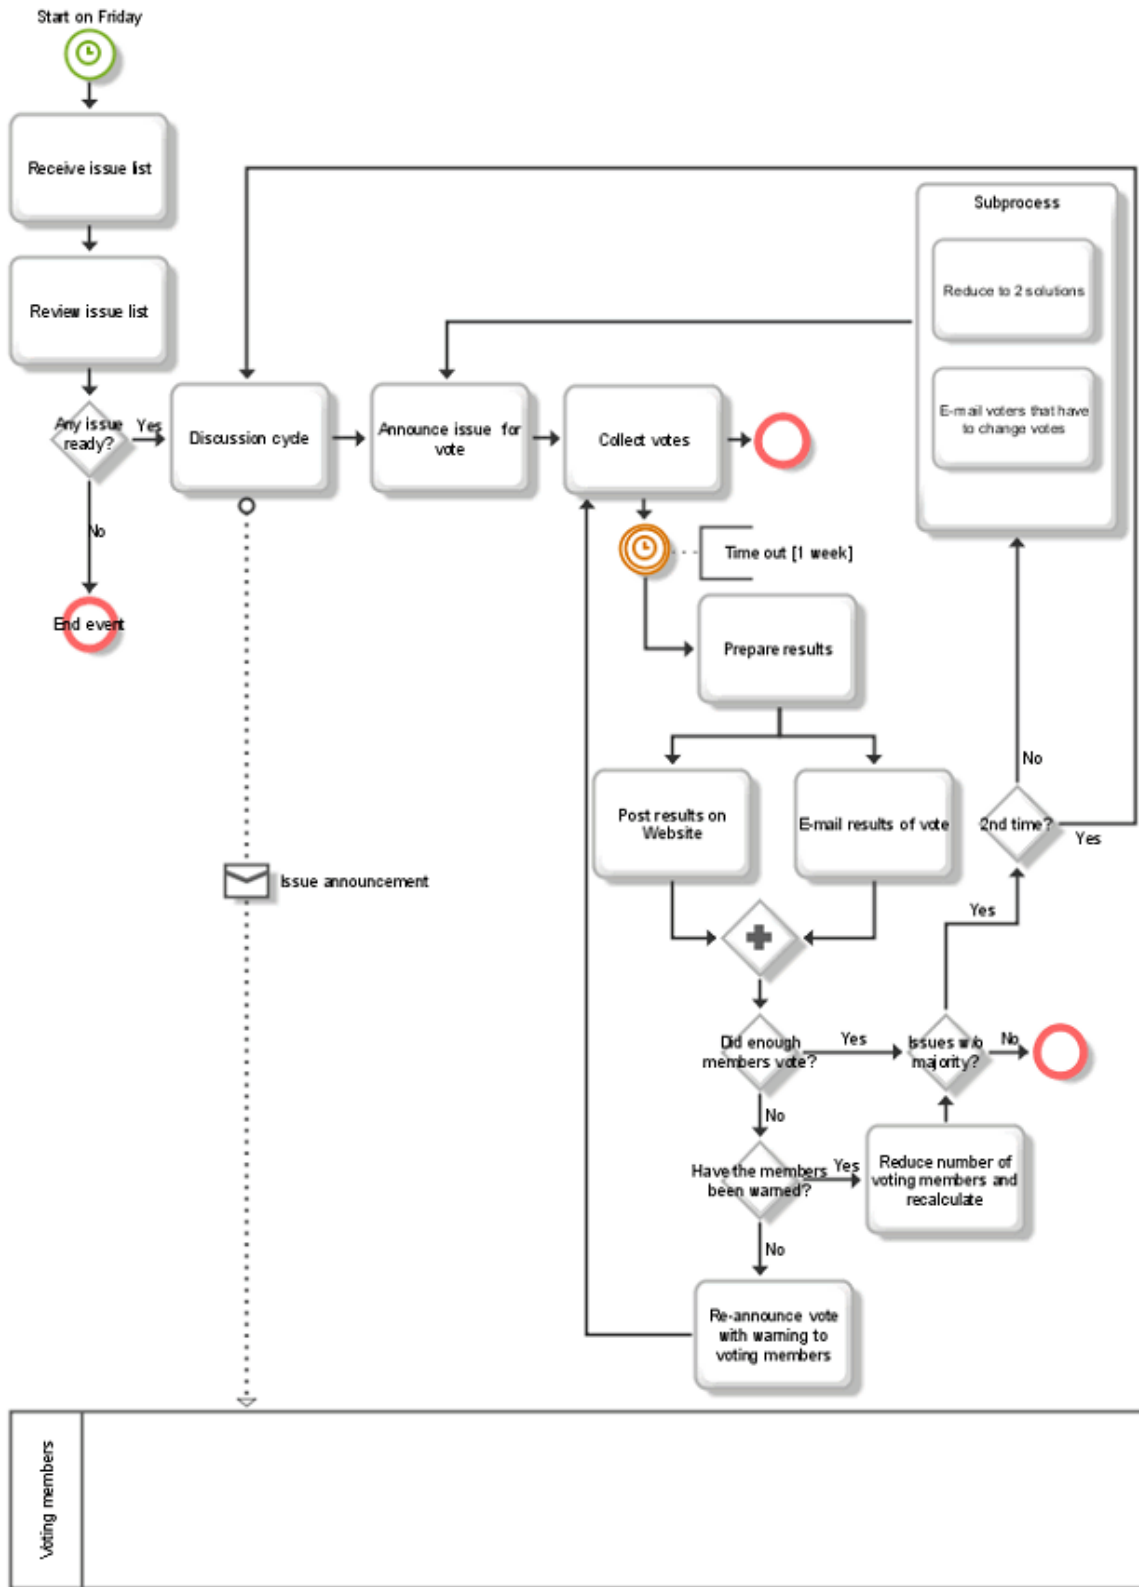 Start on Friday
Receive issue list
Review issue list
Any issue
ready?
Yes
No
End event
Discussion cycle
Announce issue for
vote
Collect votes
Subprocess
Reduce to 2 solutions
E-mail voters that have
to change votes
Time out [1 week]
Prepare results
Post results on
Website
E-mail results of vote
2nd time?
No
Yes
Issue announcement
Yes
Did enough
members vote?
Yes
Issues w/o
majority?
No
No
Have the members
been warned?
Yes
Reduce number of
voting members and
recalculate
No
Re-announce vote
with warning to
voting members
Voting members